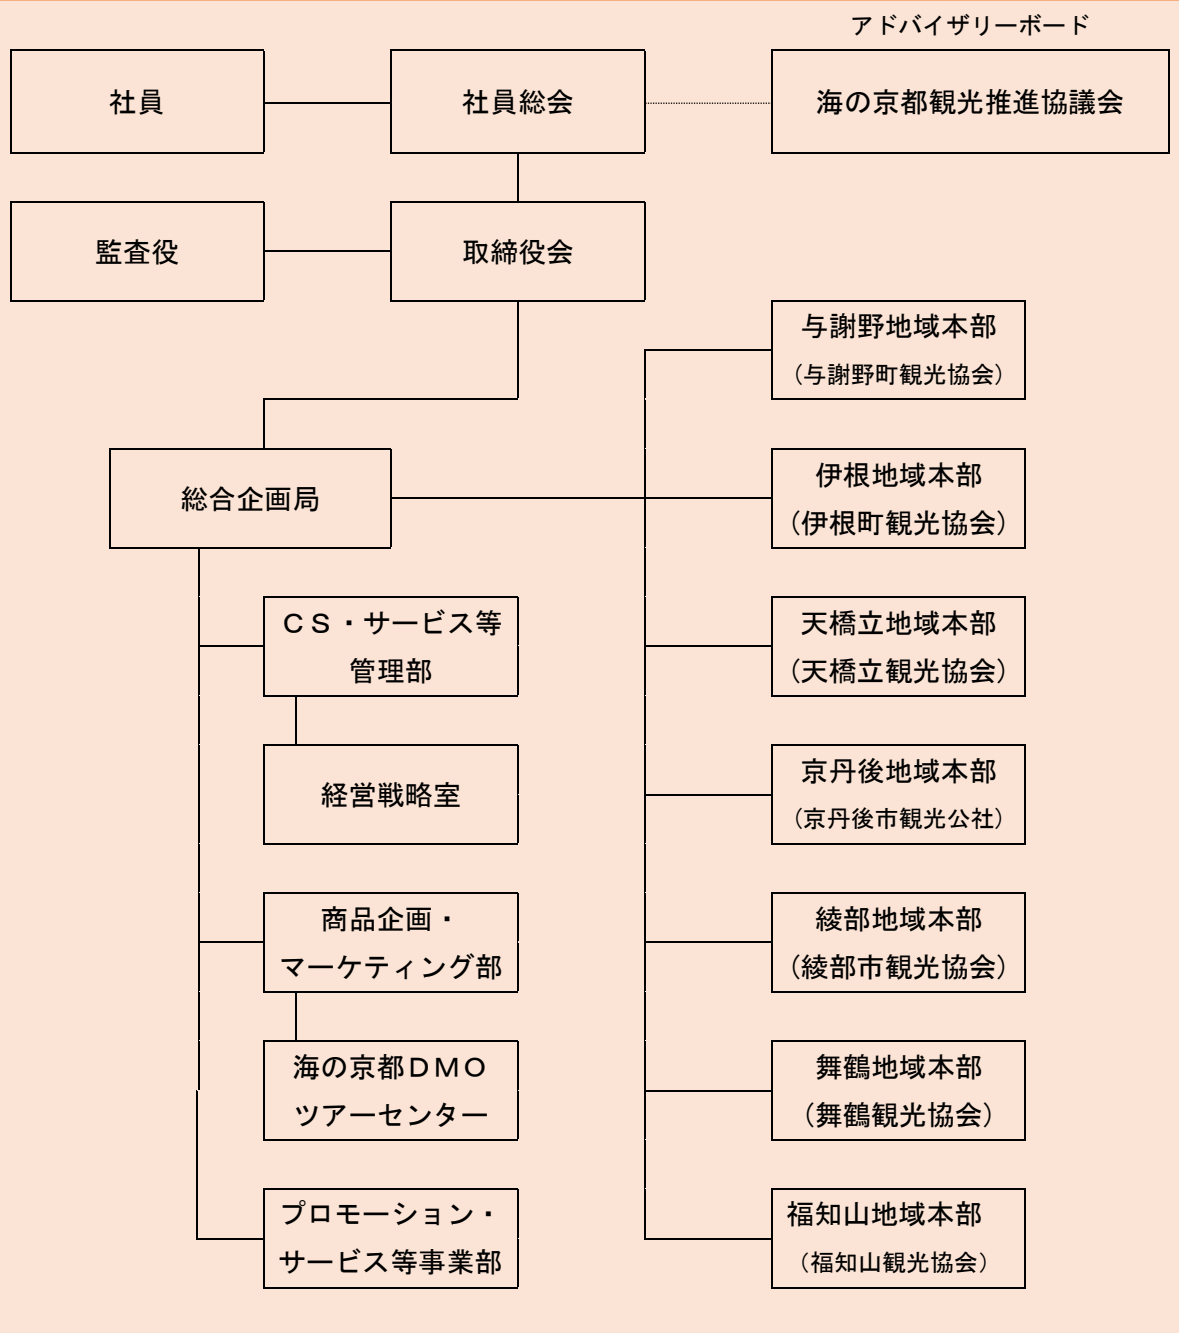 アドバイザリーボード
社員
社員総会
海の京都観光推進協議会
監査役
取締役会
与謝野地域本部
（与謝野町観光協会）
総合企画局
伊根地域本部
（伊根町観光協会）
ＣＳ・サービス等
管理部
天橋立地域本部
（天橋立観光協会）
経営戦略室
京丹後地域本部
（京丹後市観光公社）
商品企画・
マーケティング部
綾部地域本部
（綾部市観光協会）
海の京都ＤＭＯ
ツアーセンター
舞鶴地域本部
（舞鶴観光協会）
プロモーション・
サービス等事業部
福知山地域本部
（福知山観光協会）